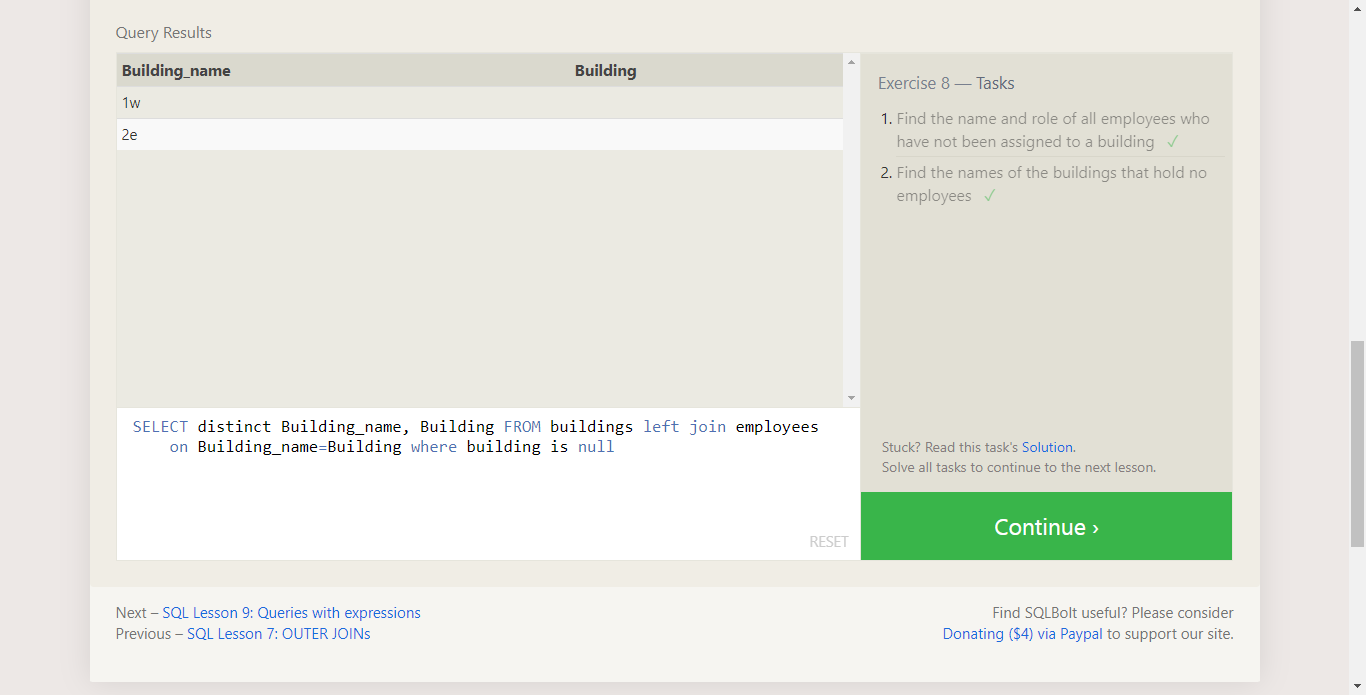 Query Results
Building_name Building
1w
2e
Exercise 8 — Tasks
1. Find the name and role of all employees who
have not been assigned to a building ✓
2. Find the names of the buildings that hold no
employees ✓
SELECT distinct Building_name, Building FROM buildings left join employees
on Building_name=Building where building is null
RESET
Stuck? Read this task's Solution.
Solve all tasks to continue to the next lesson.
Continue ›
Next – SQL Lesson 9: Queries with expressions
Previous – SQL Lesson 7: OUTER JOINs
Find SQLBolt useful? Please consider
Donating ($4) via Paypal to support our site.